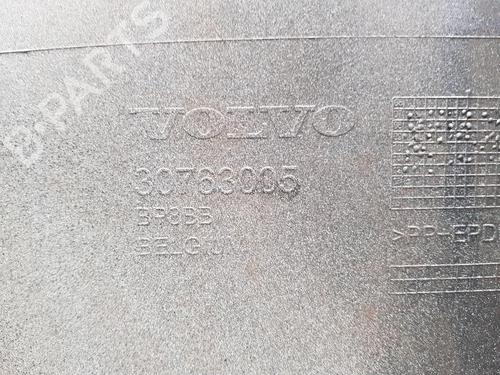 B-PARTS
VOLVO
30763005
BP8BB
BELGIUM
>PP+EPD